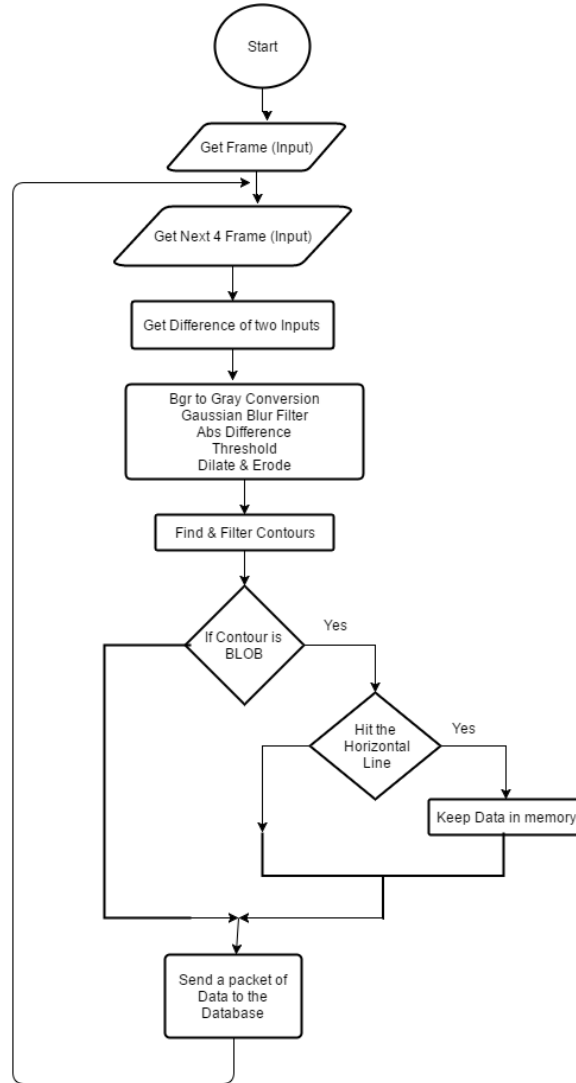 Start
Get Frame (Input)
Get Next 4 Frame (Input)
Get Difference of two Inputs
Bgr to Gray Conversion
Gaussian Blur Filter
Abs Difference
Threshold
Dilate & Erode
Find & Filter Contours
If Contour is
BLOB
Yes
Hit the
Horizontal
Line
Yes
Keep Data in memory
Send a packet of
Data to the
Database